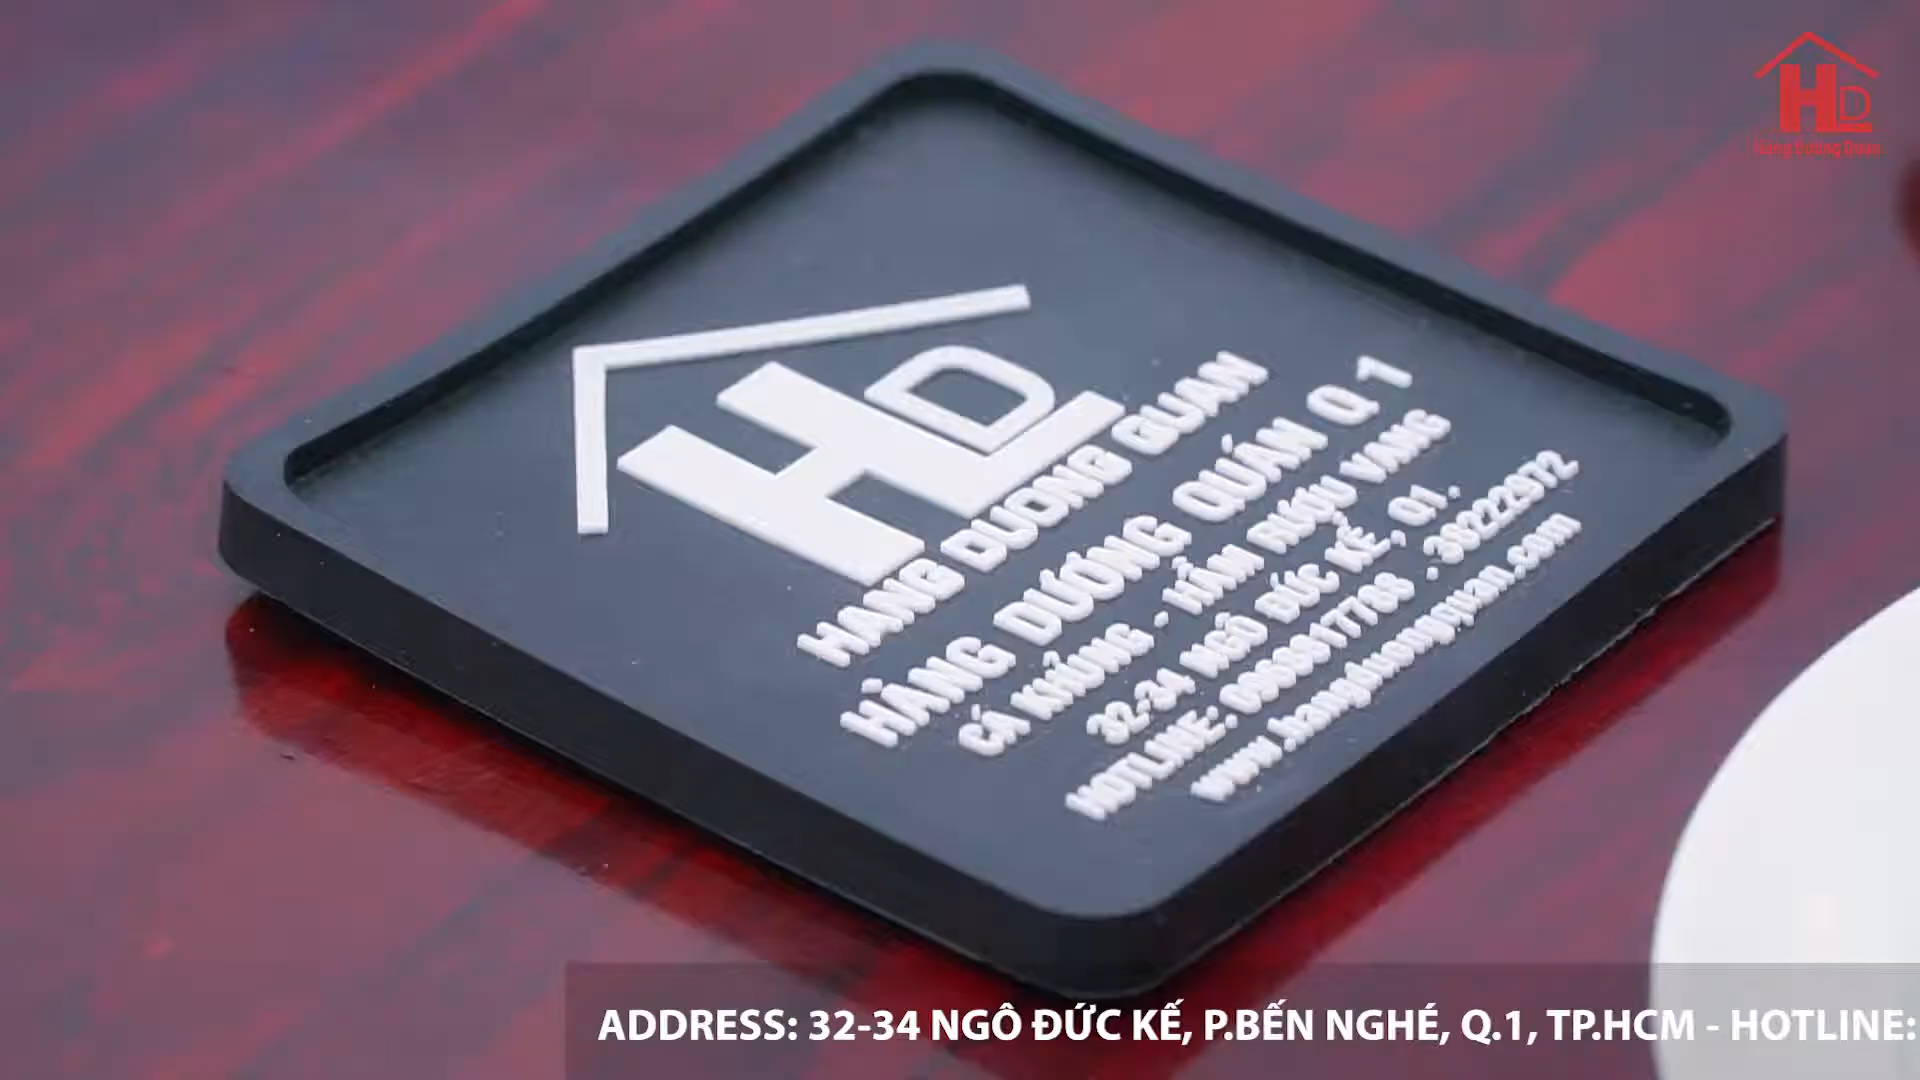 HD
Hàng Dương Quán
HD
HANG DUONG QUAN
HÀNG DƯƠNG QUÁN Q 1
CÁ KHỦNG - HẦM RƯỢU VANG
32-34 NGÔ ĐỨC KẾ, Q1.
HOTLINE: -38222972
www.hangduongquan.com
ADDRESS: 32-34 NGÔ ĐỨC KẾ, P.BẾN NGHÉ, Q.1, TP.HCM - HOTLINE: